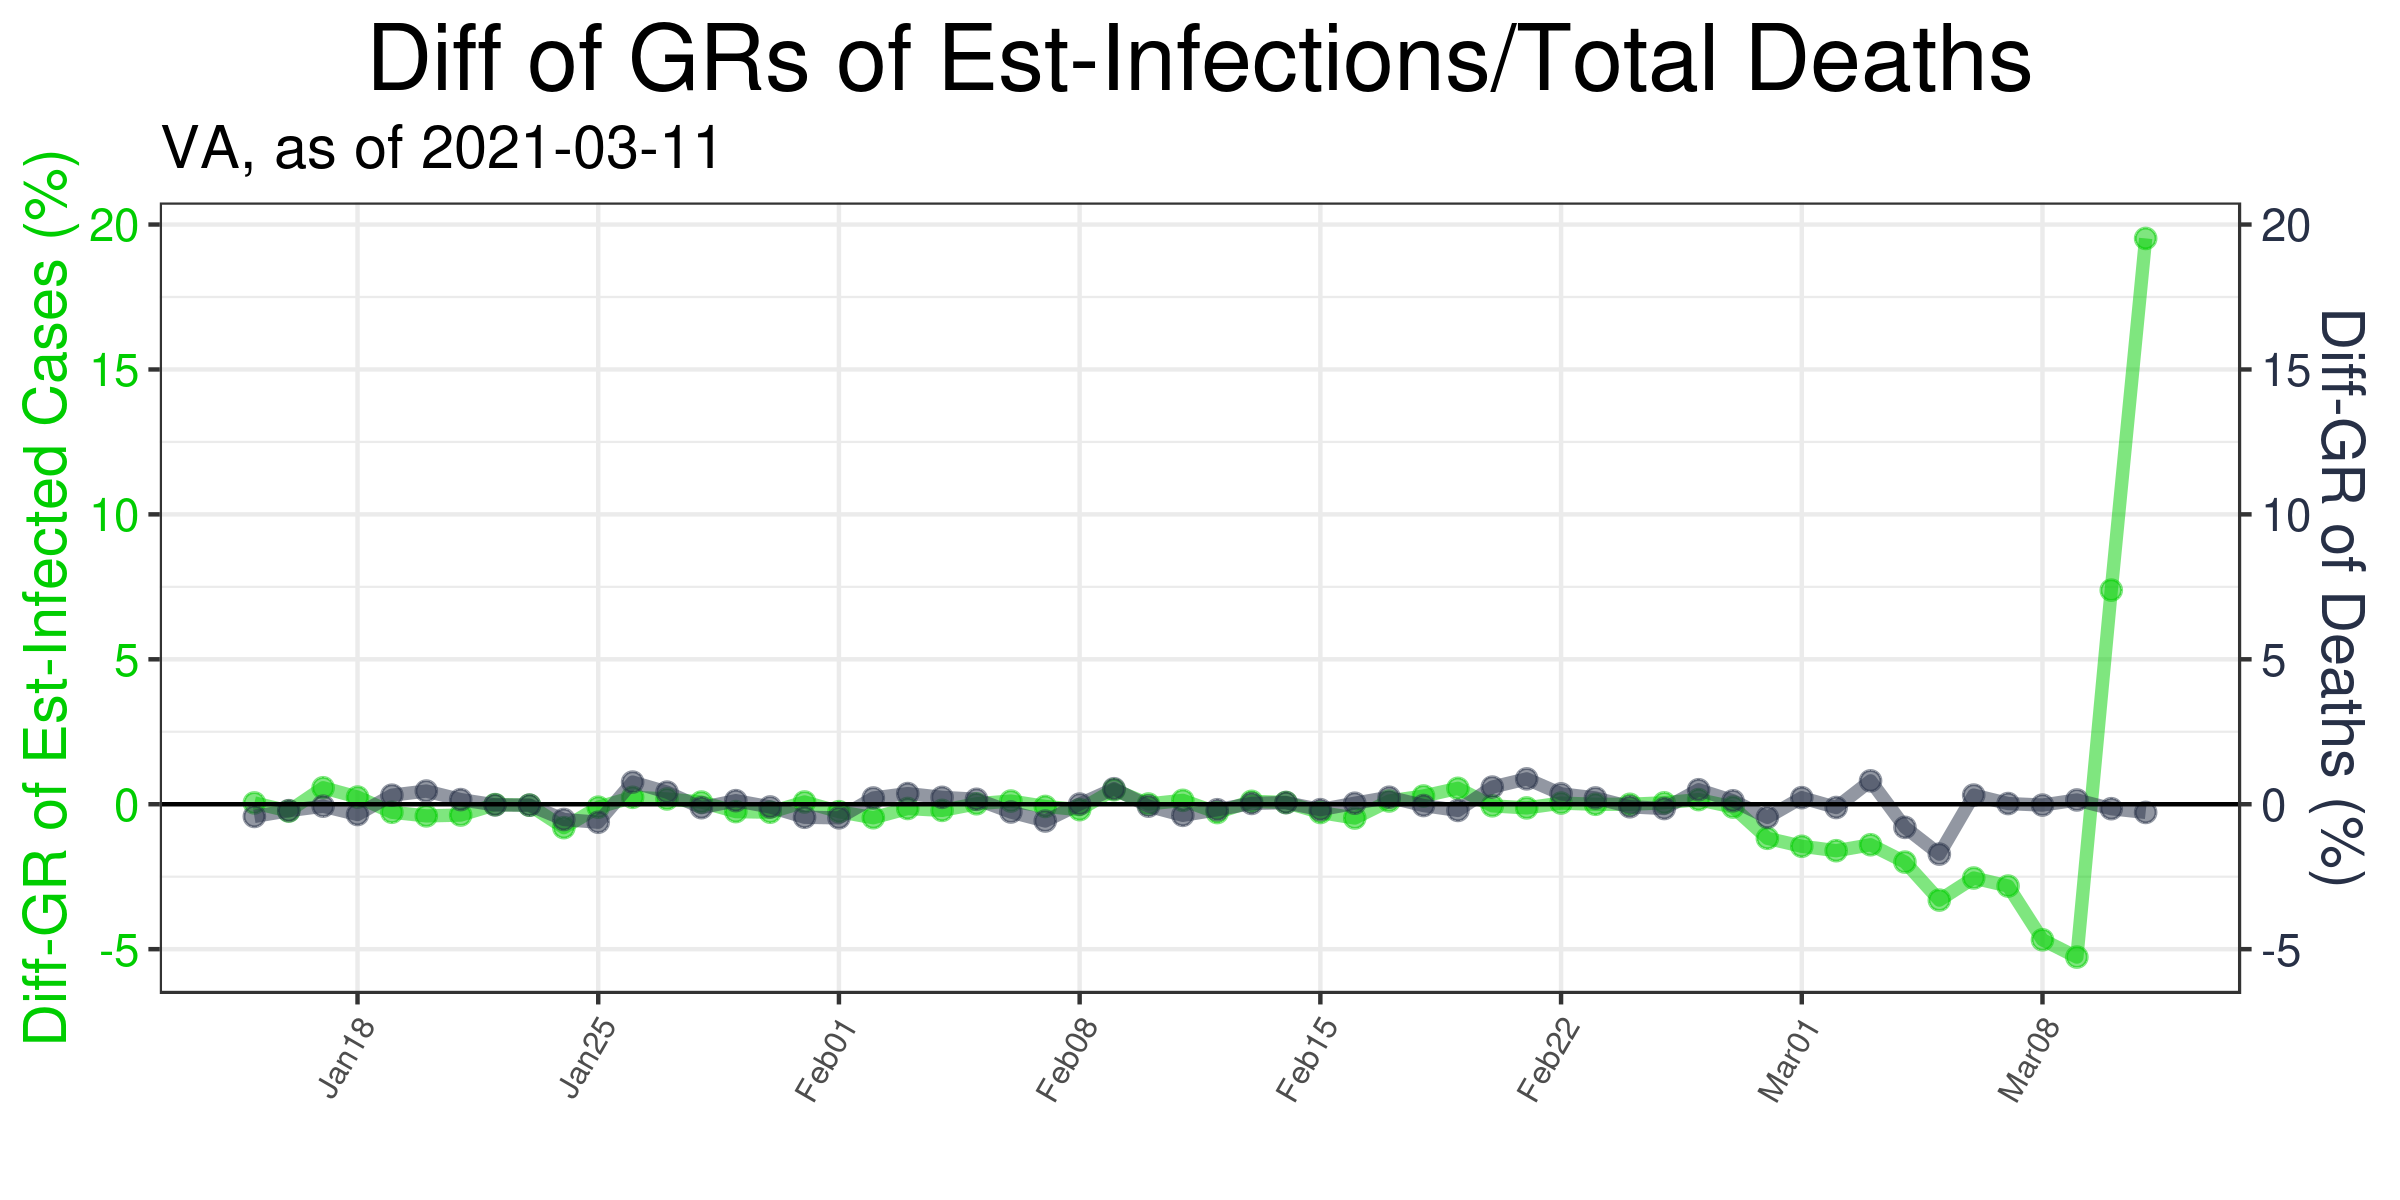 Diff of GRs of Est-Infections/Total Deaths
VA, as of 2021-03-11
Diff-GR of Est-Infected Cases (%)
20
15
10
5
0
-5
20
15
10
5
0
-5
Diff-GR of Deaths (%)
Jan18
Jan25
Feb01
Feb08
Feb15
Feb22
Mar01
Mar08